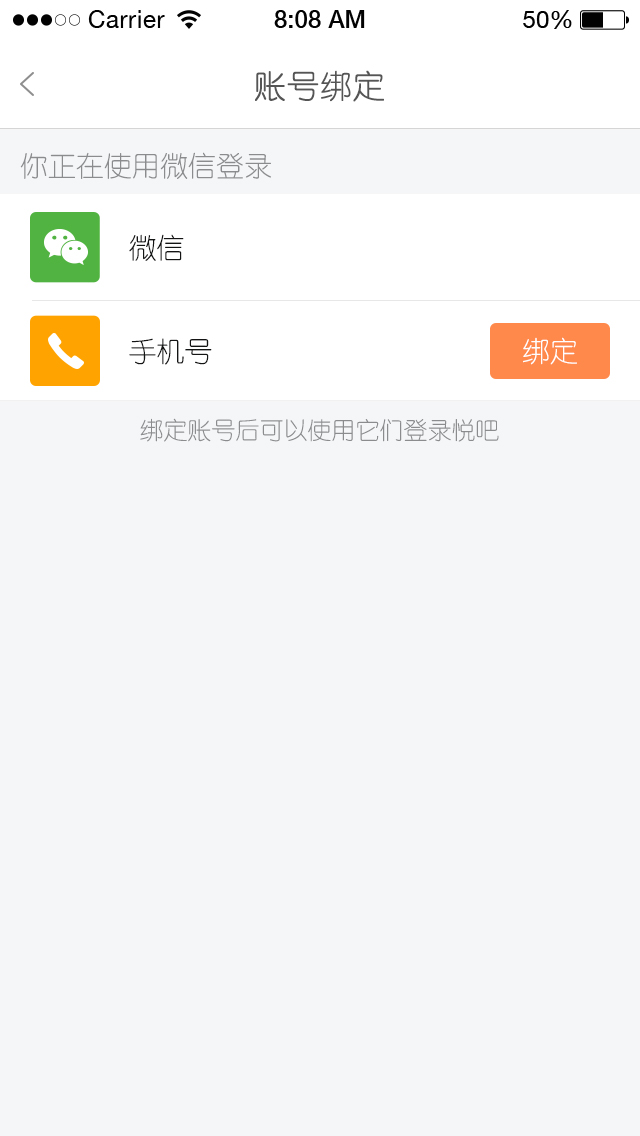 Carrier 8:08 AM 50%
账号绑定
你正在使用微信登录
微信
手机号 绑定
绑定账号后可以使用它们登录悦吧